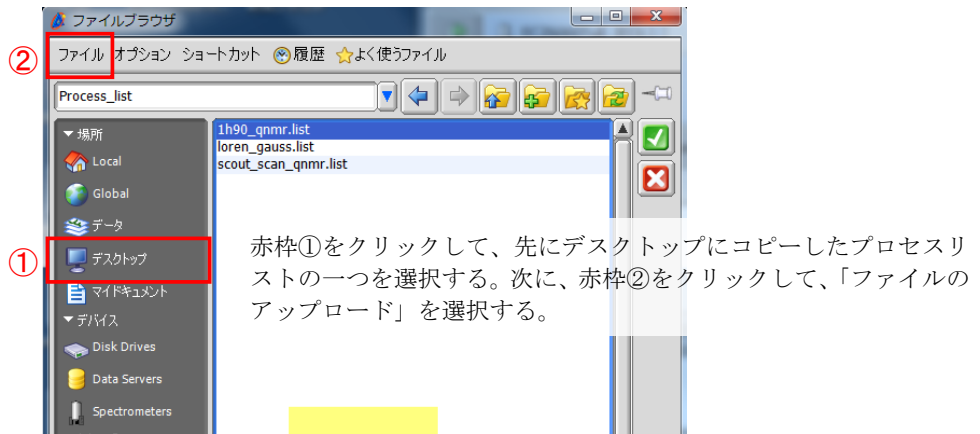 ファイルブラウザ
②
ファイル オプション ショートカット 履歴 よく使うファイル
Process_list
▼場所
Local
Global
データ
①
デスクトップ
マイドキュメント
▼デバイス
Disk Drives
Data Servers
Spectrometers
1h90_qnmr.list
loren_gauss.list
scout_scan_qnmr.list
赤枠①をクリックして、先にデスクトップにコピーしたプロセスリ
ストの一つを選択する。次に、赤枠②をクリックして、「ファイルの
アップロード」を選択する。